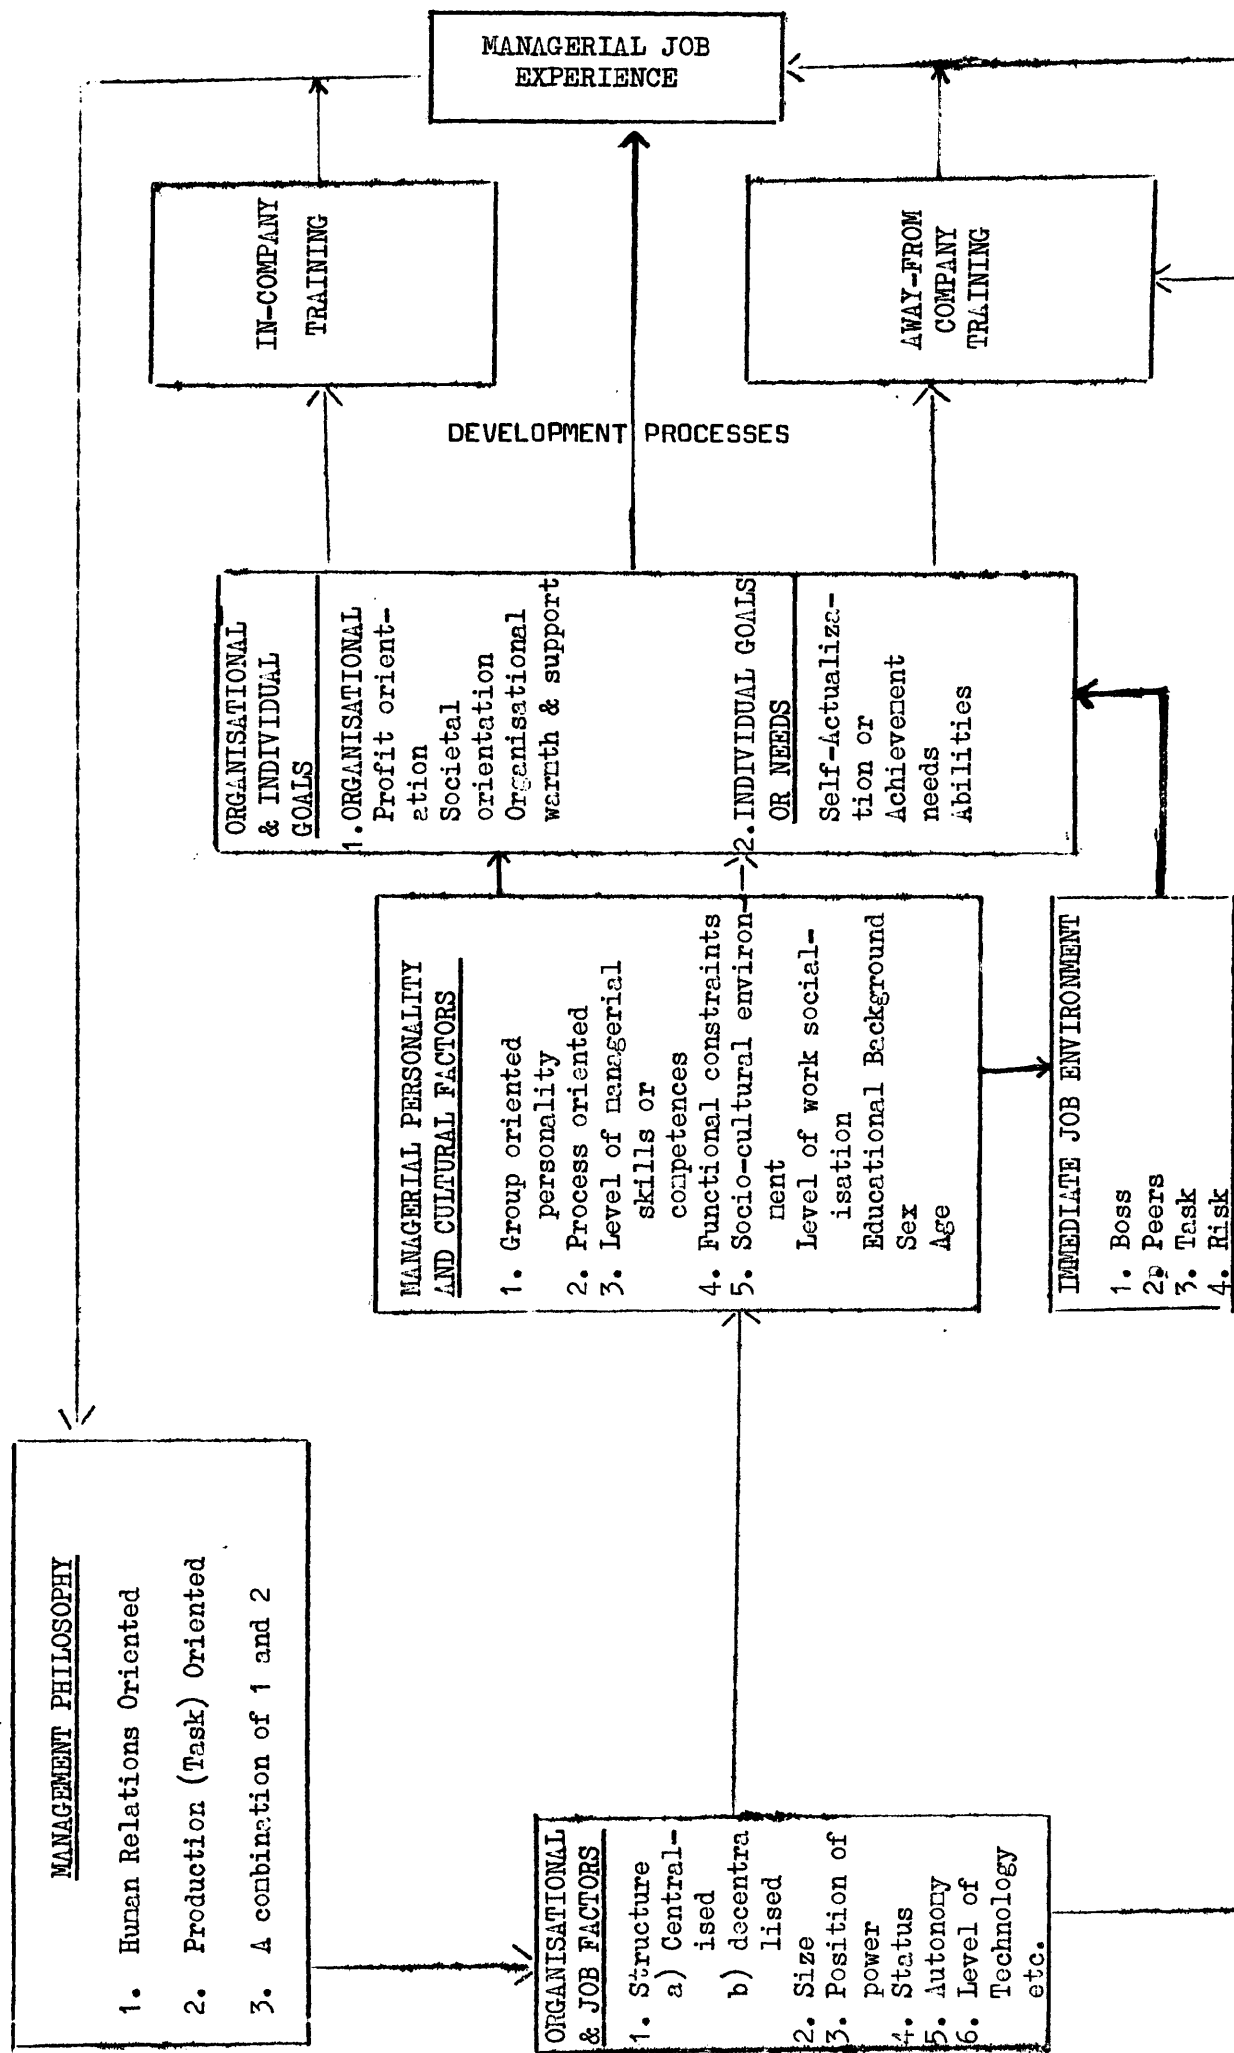 MANAGEMENT PHILOSOPHY
1. Human Relations Oriented
2. Production (Task) Oriented
3. A combination of 1 and 2
ORGANISATIONAL
& JOB FACTORS
1. Structure
a) Central-
ised
b) decentra
lised
2. Size
3. Position of
power
4. Status
5. Autonomy
6. Level of
Technology
etc.
MANAGERIAL PERSONALITY
AND CULTURAL FACTORS
1. Group oriented
personality
2. Process oriented
3. Level of managerial
skills or
competences
4. Functional constraints
5. Socio-cultural environ-
ment
Level of work social-
isation
Educational Background
Sex
Age
IMMEDIATE JOB ENVIRONMENT
1. Boss
2. Peers
3. Task
4. Risk
ORGANISATIONAL
& INDIVIDUAL
GOALS
1. ORGANISATIONAL
Profit orient-
ation
Societal
orientation
Organisational
warmth & support
2. INDIVIDUAL GOALS
OR NEEDS
Self-Actualiza-
tion or
Achievement
needs
Abilities
DEVELOPMENT PROCESSES
IN-COMPANY
TRAINING
AWAY-FROM
COMPANY
TRAINING
MANAGERIAL JOB
EXPERIENCE